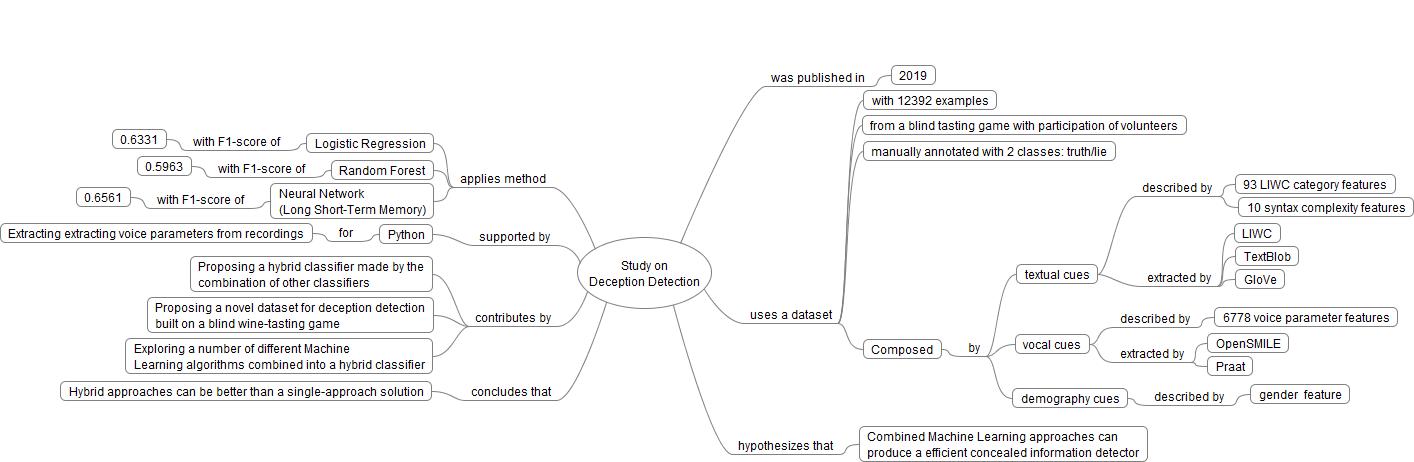 was published in
2019
with 12392 examples
from a blind tasting game with participation of volunteers
manually annotated with 2 classes: truth/lie
0.6331
with F1-score of
Logistic Regression
0.5963
with F1-score of
Random Forest
applies method
0.6561
with F1-score of
Neural Network
(Long Short-Term Memory)
Extracting extracting voice parameters from recordings
for
Python
supported by
Proposing a hybrid classifier made by the
combination of other classifiers
Proposing a novel dataset for deception detection
built on a blind wine-tasting game
contributes by
Exploring a number of different Machine
Learning algorithms combined into a hybrid classifier
Hybrid approaches can be better than a single-approach solution
concludes that
Study on
Deception Detection
uses a dataset
Composed
by
textual cues
described by
93 LIWC category features
10 syntax complexity features
extracted by
LIWC
TextBlob
GloVe
vocal cues
described by
6778 voice parameter features
extracted by
OpenSMILE
Praat
demography cues
described by
gender feature
hypothesizes that
Combined Machine Learning approaches can
produce a efficient concealed information detector